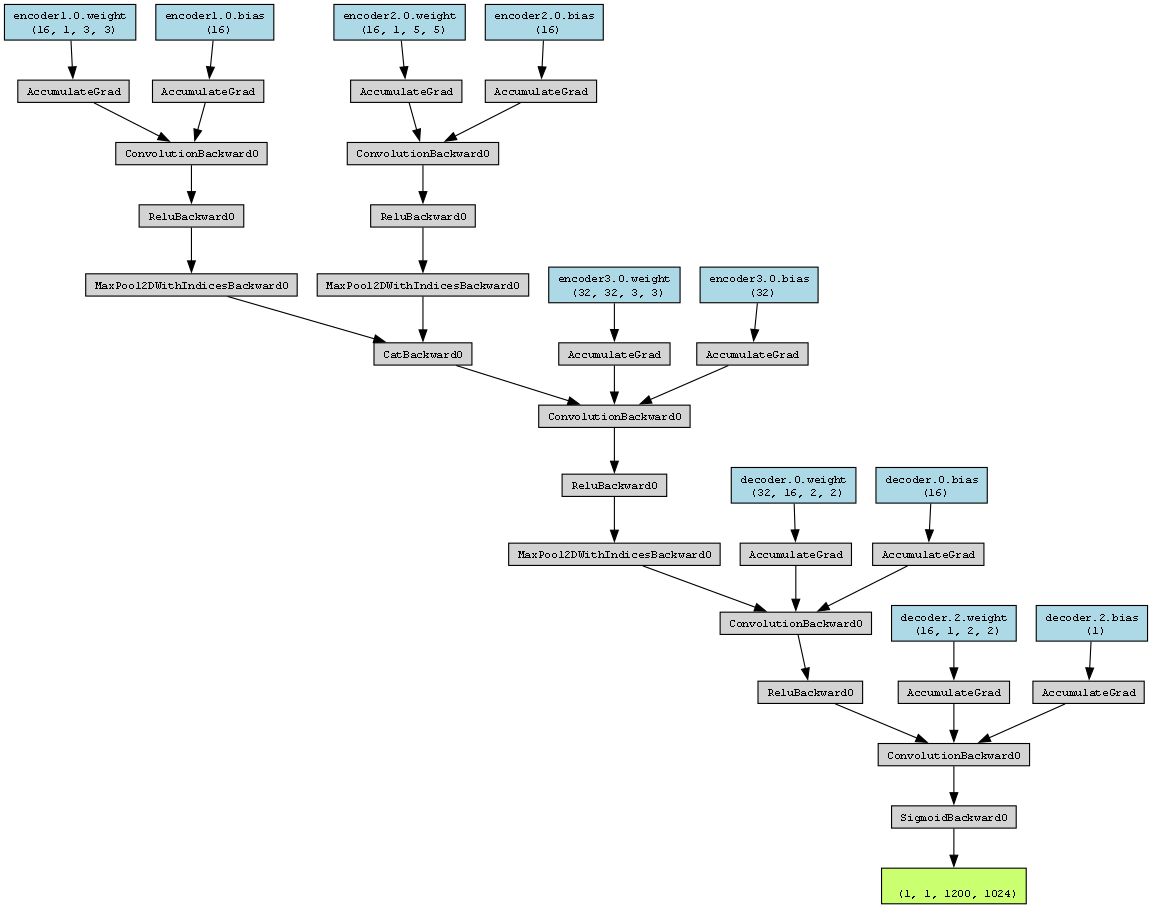 encoder1.0.weight
(16, 1, 3, 3)
encoder1.0.bias
(16)
encoder2.0.weight
(16, 1, 5, 5)
encoder2.0.bias
(16)
AccumulateGrad
AccumulateGrad
AccumulateGrad
AccumulateGrad
ConvolutionBackward0
ConvolutionBackward0
ReluBackward0
ReluBackward0
MaxPool2DWithIndicesBackward0
MaxPool2DWithIndicesBackward0
encoder3.0.weight
(32, 32, 3, 3)
encoder3.0.bias
(32)
CatBackward0
AccumulateGrad
AccumulateGrad
ConvolutionBackward0
ReluBackward0
decoder.0.weight
(32, 16, 2, 2)
decoder.0.bias
(16)
MaxPool2DWithIndicesBackward0
AccumulateGrad
AccumulateGrad
ConvolutionBackward0
decoder.2.weight
(16, 1, 2, 2)
decoder.2.bias
(1)
ReluBackward0
AccumulateGrad
AccumulateGrad
ConvolutionBackward0
SigmoidBackward0
(1, 1, 1200, 1024)